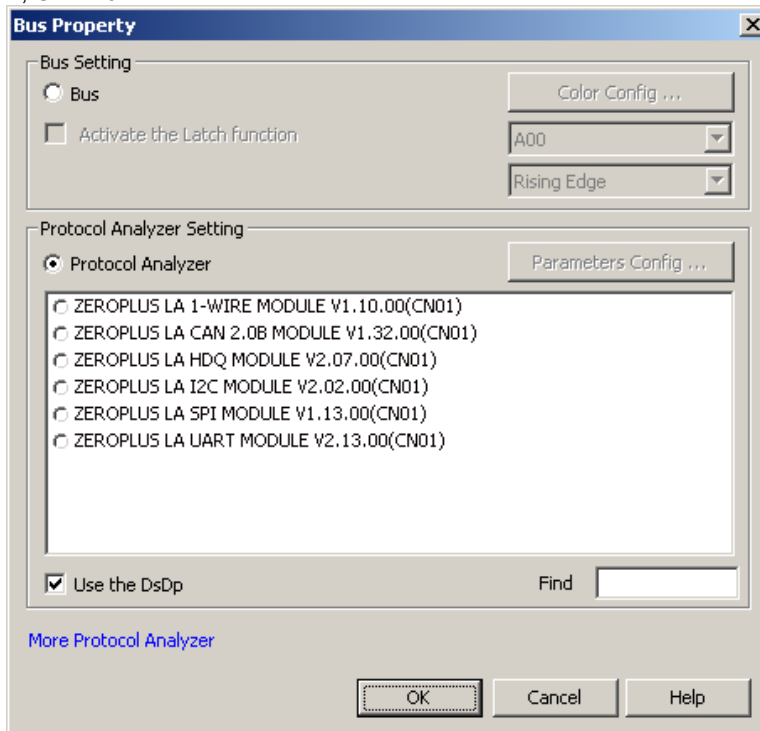 Bus Property
Bus Setting
Bus
Color Config ...
Activate the Latch function
A00
Rising Edge
Protocol Analyzer Setting
Protocol Analyzer
Parameters Config ...
ZEROPLUS LA 1-WIRE MODULE V1.10.00(CN01)
ZEROPLUS LA CAN 2.0B MODULE V1.32.00(CN01)
ZEROPLUS LA HDQ MODULE V2.07.00(CN01)
ZEROPLUS LA I2C MODULE V2.02.00(CN01)
ZEROPLUS LA SPI MODULE V1.13.00(CN01)
ZEROPLUS LA UART MODULE V2.13.00(CN01)
Use the DsDp
Find
More Protocol Analyzer
OK
Cancel
Help